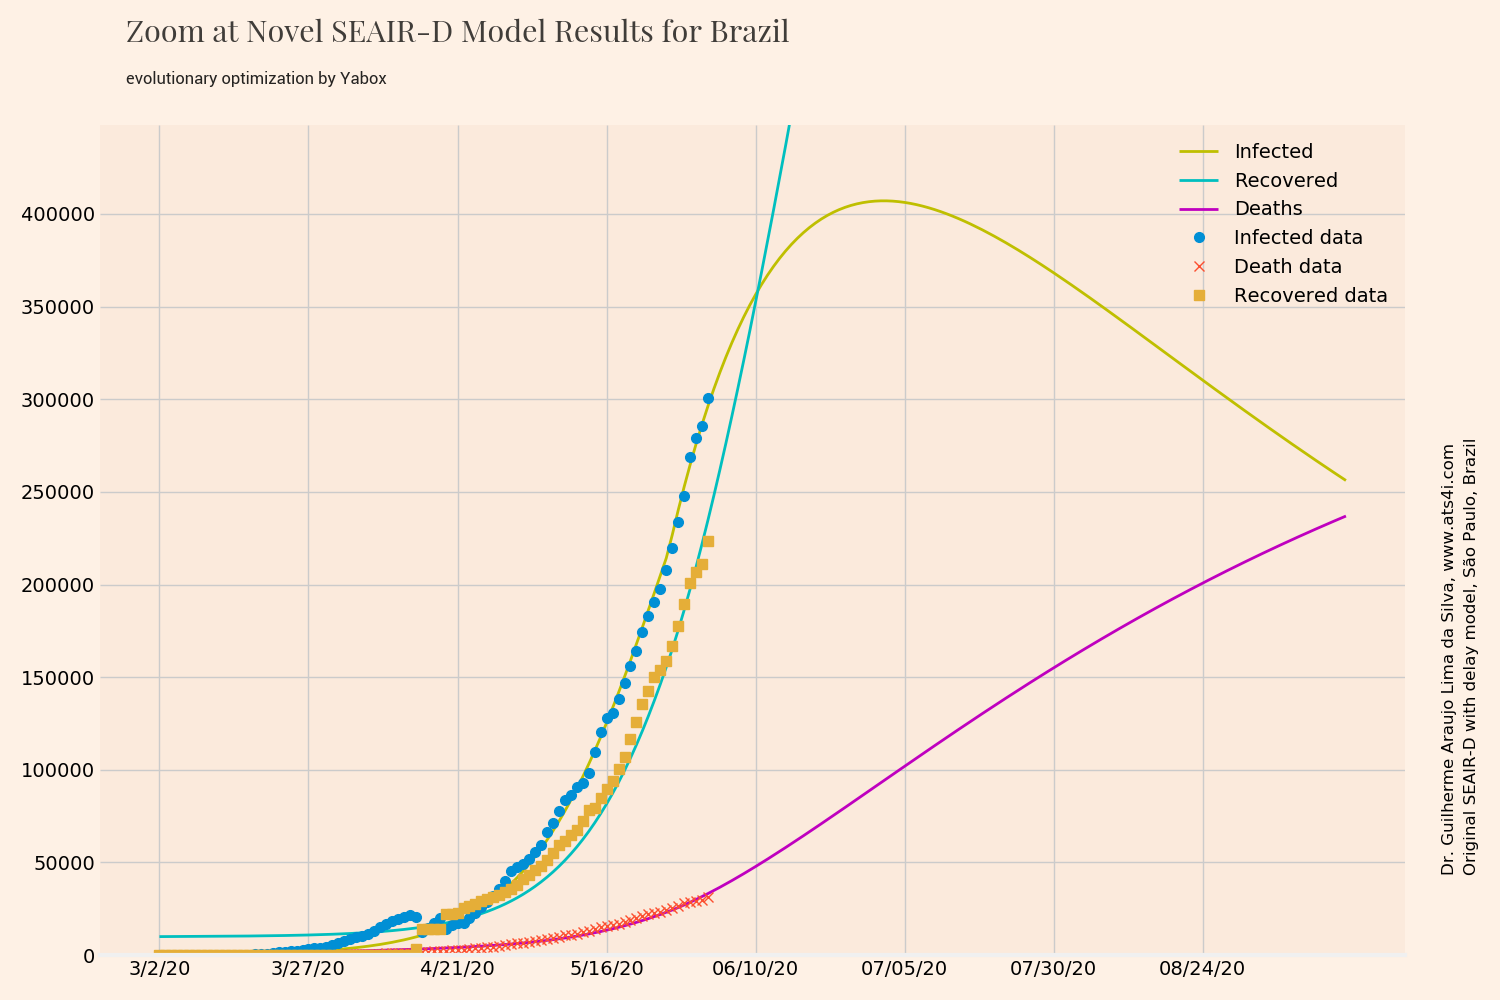 Zoom at Novel SEAIR-D Model Results for Brazil
evolutionary optimization by Yabox
Infected
Recovered
Deaths
Infected data
Death data
Recovered data
400000
350000
300000
250000
200000
150000
100000
50000
0
3/2/20
3/27/20
4/21/20
5/16/20
06/10/20
07/05/20
07/30/20
08/24/20
Dr. Guilherme Araujo Lima da Silva, www.ats4i.com
Original SEAIR-D with delay model, São Paulo, Brazil